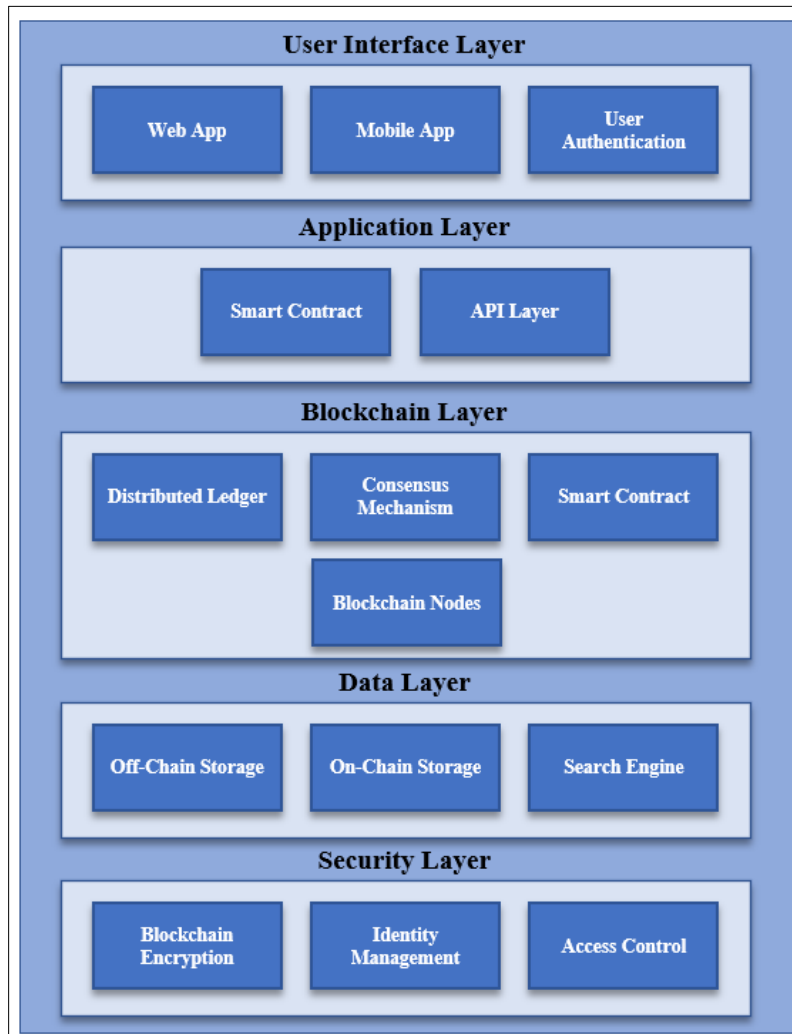 User Interface Layer
Web App
Mobile App
User
Authentication
Application Layer
Smart Contract
API Layer
Blockchain Layer
Distributed Ledger
Consensus
Mechanism
Smart Contract
Blockchain Nodes
Data Layer
Off-Chain Storage
On-Chain Storage
Search Engine
Security Layer
Blockchain
Encryption
Identity
Management
Access Control